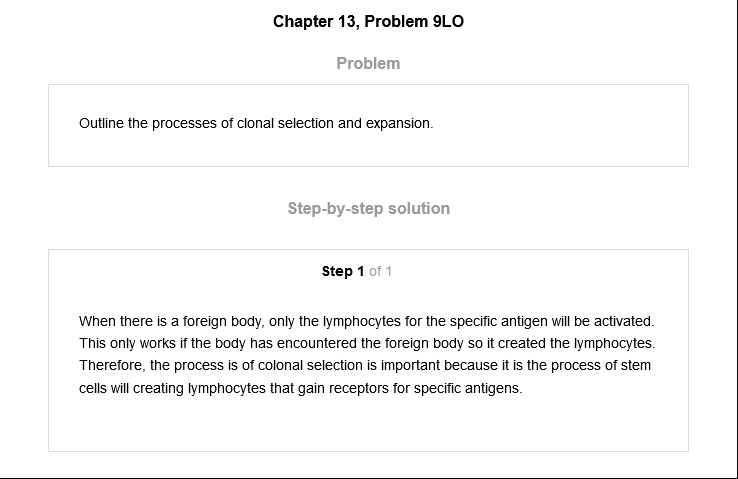 Chapter 13, Problem 9LO
Problem
Outline the processes of clonal selection and expansion.
Step-by-step solution
Step 1 of 1
When there is a foreign body, only the lymphocytes for the specific antigen will be activated.
This only works if the body has encountered the foreign body so it created the lymphocytes.
Therefore, the process is of colonal selection is important because it is the process of stem
cells will creating lymphocytes that gain receptors for specific antigens.